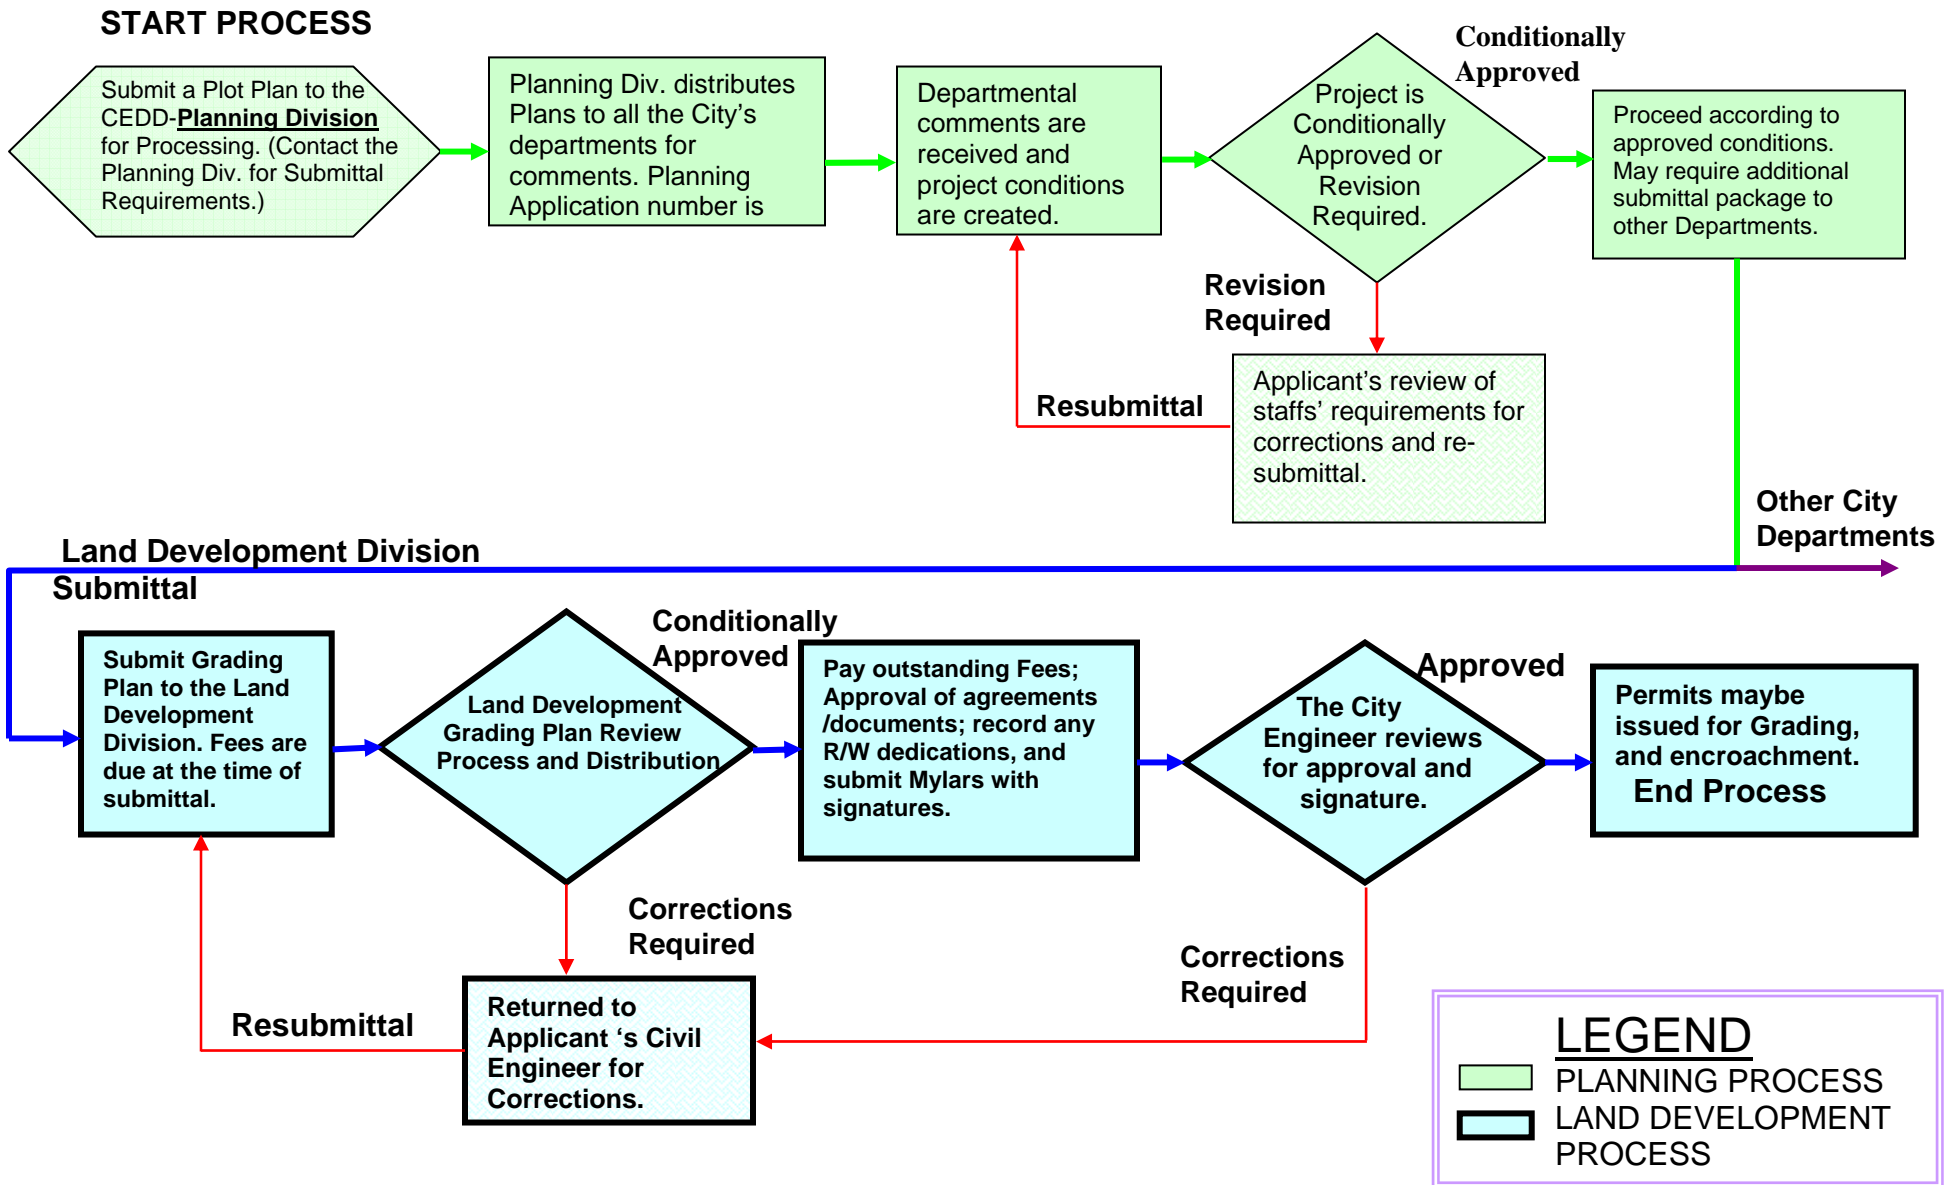 START PROCESS
Submit a Plot Plan to the
CEDD-Planning Division
for Processing. (Contact the
Planning Div. for Submittal
Requirements.)
Planning Div. distributes
Plans to all the City’s
departments for
comments. Planning
Application number is
Departmental
comments are
received and
project conditions
are created.
Project is
Conditionally
Approved or
Revision
Required.
Conditionally
Approved
Proceed according to
approved conditions.
May require additional
submittal package to
other Departments.
Revision
Required
Applicant’s review of
staffs’ requirements for
corrections and re-
submittal.
Resubmittal
Other City
Departments
Land Development Division
Submittal
Submit Grading
Plan to the Land
Development
Division. Fees are
due at the time of
submittal.
Land Development
Grading Plan Review
Process and Distribution
Conditionally
Approved
Pay outstanding Fees;
Approval of agreements
/documents; record any
R/W dedications, and
submit Mylars with
signatures.
The City
Engineer reviews
for approval and
signature.
Approved
Permits maybe
issued for Grading,
and encroachment.
End Process
Corrections
Required
Corrections
Required
Returned to
Applicant ‘s Civil
Engineer for
Corrections.
Resubmittal
LEGEND
PLANNING PROCESS
LAND DEVELOPMENT
PROCESS